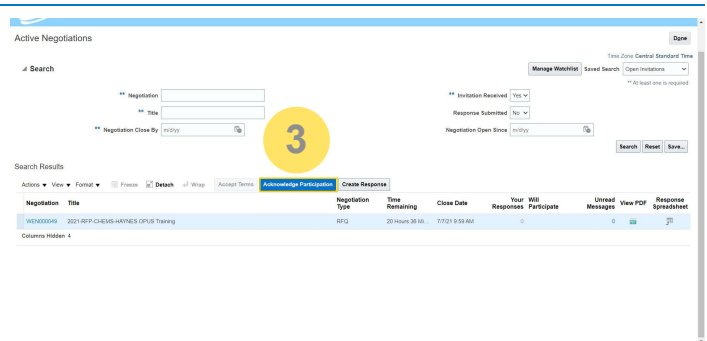 Active Negotiations
Done
Time Zone Central Standard Time
Search
Manage Watchlist Saved Search Open Invitations
** At least one is required
** Negotiation
** Invitation Received Yes
** Title
Response Submitted No
** Negotiation Close By m/d/yy
Negotiation Open Since m/d/yy
3
Search Reset Save...
Search Results
Actions View Format Freeze Detach Wrap Accept Terms Acknowledge Participation Create Response
Negotiation Title Negotiation Type Time Remaining Close Date Your Responses Will Participate Unread Messages View PDF Response Spreadsheet
WEN000049 2021-RFP-CHEMS-HAYNES OPUS Training RFQ 20 Hours 36 Mi... 7/7/21 9:59 AM 0 0
Columns Hidden 4